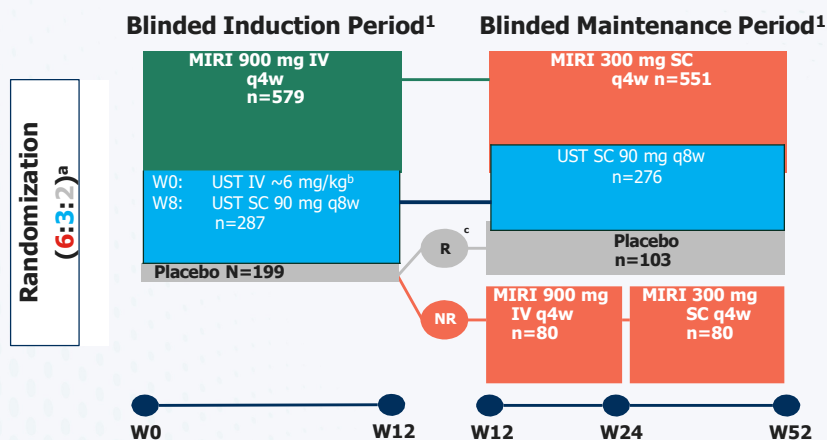 Blinded Induction Period1
Blinded Maintenance Period1
Randomization
(6:3:2)a
MIRI 900 mg IV
q4w
n=579
W0: UST IV ~6 mg/kgb
W8: UST SC 90 mg q8w
n=287
Placebo N=199
R c
NR
MIRI 300 mg SC
q4w n=551
UST SC 90 mg q8w
n=276
Placebo
n=103
MIRI 900 mg
IV q4w
n=80
MIRI 300 mg
SC q4w
n=80
W0
W12
W12
W24
W52